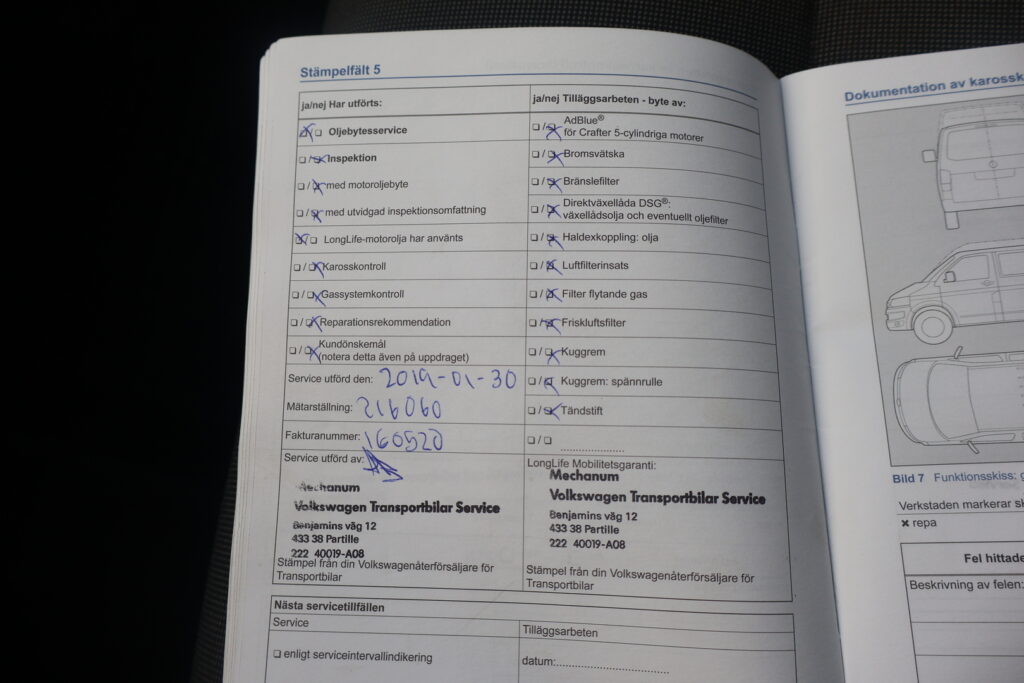 Stämpelfält 5
ja/nej Har utförts:
☒/☐ Oljebytesservice
☐/☒ Inspektion
☐/☒ med motoroljebyte
☐/☒ med utvidgad inspektionsomfattning
☒/☐ LongLife-motorolja har använts
☐/☒ Karosskontroll
☐/☒ Gassystemkontroll
☐/☒ Reparationsrekommendation
☐/☒ Kundönskemål
(notera detta även på uppdraget)
Service utförd den: 2019-01-30
Mätarställning: 216060
Fakturanummer: 160520
Service utförd av:
Mechanum
Volkswagen Transportbilar Service
Benjamins väg 12
433 38 Partille
222 40019-A08
Stämpel från din Volkswagenåterförsäljare för
Transportbilar
ja/nej Tilläggsarbeten - byte av:
☐/☒ AdBlue®
för Crafter 5-cylindriga motorer
☐/☒ Bromsvätska
☐/☒ Bränslefilter
☐/☒ Direktväxellåda DSG®:
växellådsolja och eventuellt oljefilter
☐/☒ Haldexkoppling: olja
☐/☒ Luftfilterinsats
☐/☒ Filter flytande gas
☐/☒ Friskluftsfilter
☐/☒ Kuggrem
☐/☒ Kuggrem: spännrulle
☐/☒ Tändstift
☐/☐ ....................
LongLife Mobilitetsgaranti:
Mechanum
Volkswagen Transportbilar Service
Benjamins väg 12
433 38 Partille
222 40019-A08
Stämpel från din Volkswagenåterförsäljare för
Transportbilar
Nästa servicetillfällen
Service
☐ enligt serviceintervallindikering
Tilläggsarbeten
datum:...................................
Dokumentation av karossk
Bild 7 Funktionsskiss: g
Verkstaden markerar sk
✖ repa
Fel hittade
Beskrivning av felen: